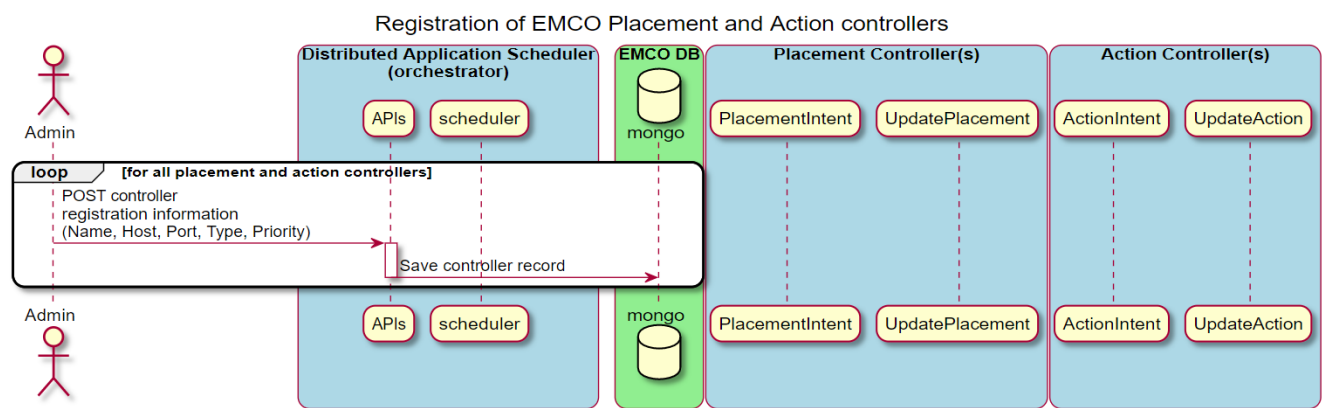 Registration of EMCO Placement and Action controllers
Distributed Application Scheduler
(orchestrator)
EMCO DB
Placement Controller(s)
Action Controller(s)
Admin
APIs
scheduler
mongo
PlacementIntent
UpdatePlacement
ActionIntent
UpdateAction
loop
[for all placement and action controllers]
POST controller
registration information
(Name, Host, Port, Type, Priority)
Save controller record
Admin
APIs
scheduler
mongo
PlacementIntent
UpdatePlacement
ActionIntent
UpdateAction